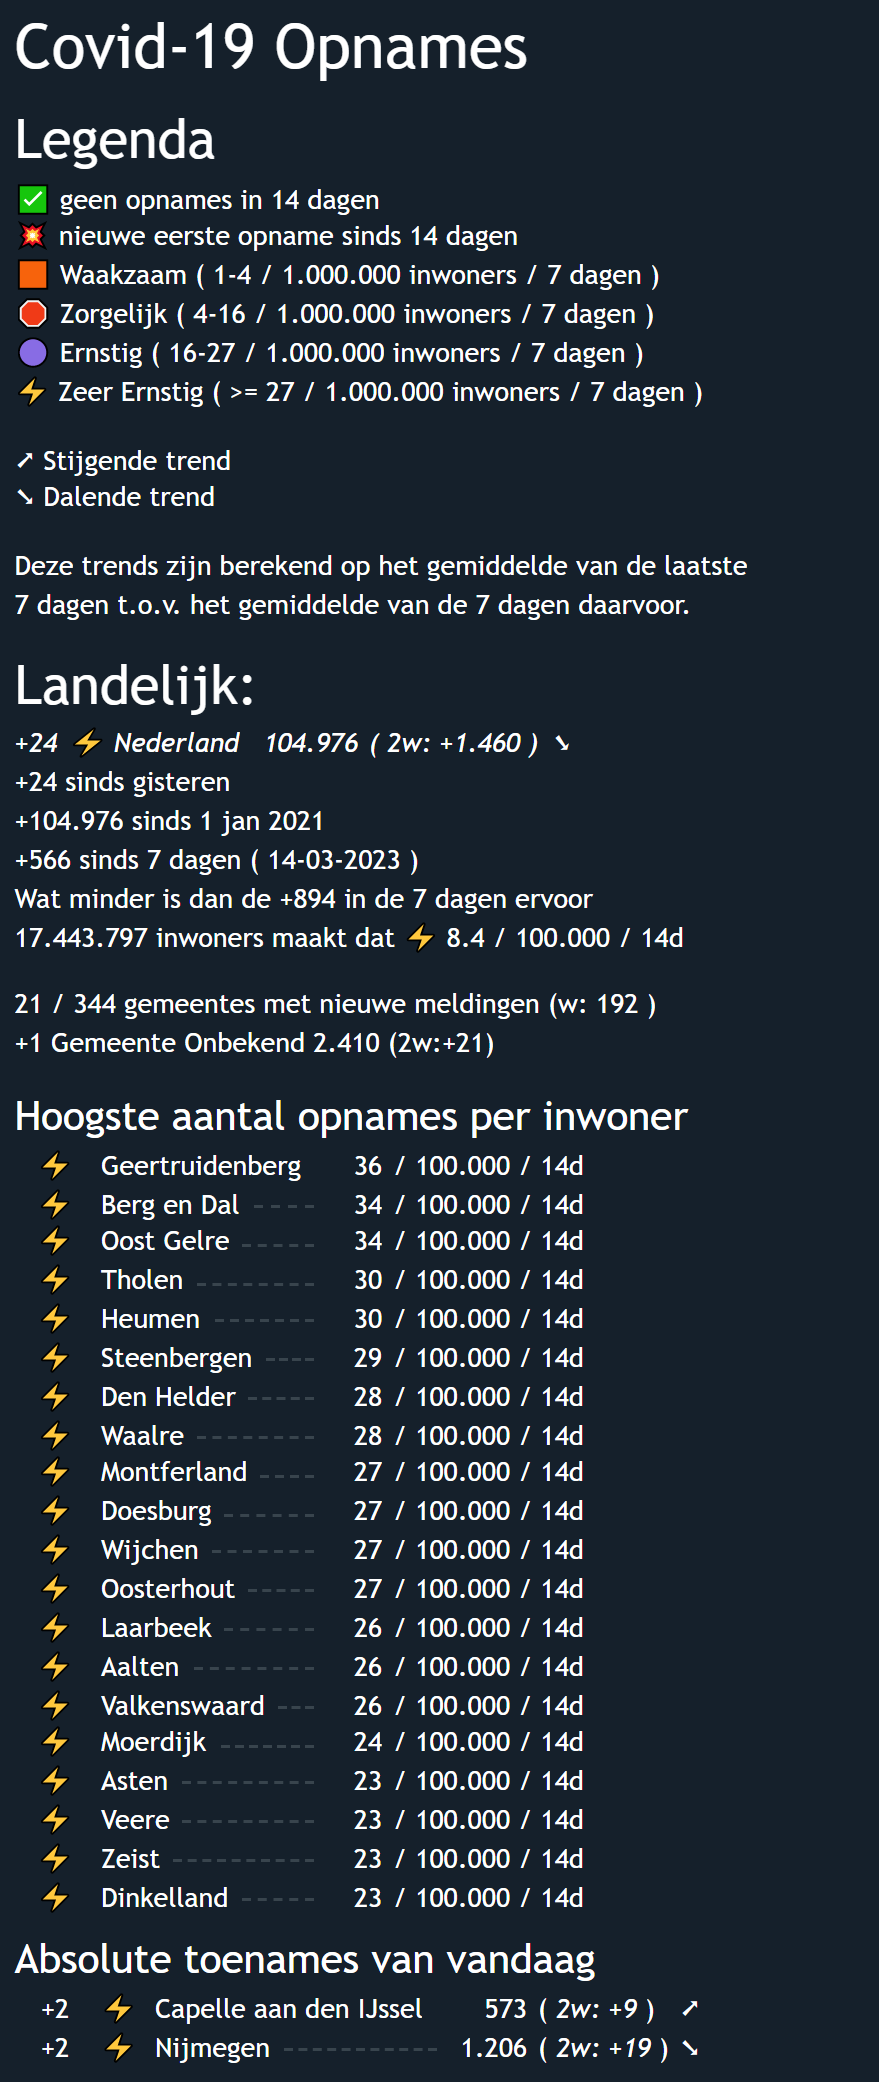 Covid-19 Opnames
Legenda
✅ geen opnames in 14 dagen
💥 nieuwe eerste opname sinds 14 dagen
🟧 Waakzaam ( 1-4 / 1.000.000 inwoners / 7 dagen )
🛑 Zorgelijk ( 4-16 / 1.000.000 inwoners / 7 dagen )
🟣 Ernstig ( 16-27 / 1.000.000 inwoners / 7 dagen )
⚡ Zeer Ernstig ( >= 27 / 1.000.000 inwoners / 7 dagen )
➚ Stijgende trend
➘ Dalende trend
Deze trends zijn berekend op het gemiddelde van de laatste
7 dagen t.o.v. het gemiddelde van de 7 dagen daarvoor.
Landelijk:
+24 ⚡ Nederland 104.976 ( 2w: +1.460 ) ➘
+24 sinds gisteren
+104.976 sinds 1 jan 2021
+566 sinds 7 dagen ( 14-03-2023 )
Wat minder is dan de +894 in de 7 dagen ervoor
17.443.797 inwoners maakt dat ⚡ 8.4 / 100.000 / 14d
21 / 344 gemeentes met nieuwe meldingen (w: 192 )
+1 Gemeente Onbekend 2.410 (2w:+21)
Hoogste aantal opnames per inwoner
⚡ Geertruidenberg 36 / 100.000 / 14d
⚡ Berg en Dal ---- 34 / 100.000 / 14d
⚡ Oost Gelre ----- 34 / 100.000 / 14d
⚡ Tholen -------- 30 / 100.000 / 14d
⚡ Heumen ------- 30 / 100.000 / 14d
⚡ Steenbergen ---- 29 / 100.000 / 14d
⚡ Den Helder ----- 28 / 100.000 / 14d
⚡ Waalre -------- 28 / 100.000 / 14d
⚡ Montferland ---- 27 / 100.000 / 14d
⚡ Doesburg ------ 27 / 100.000 / 14d
⚡ Wijchen ------- 27 / 100.000 / 14d
⚡ Oosterhout ----- 27 / 100.000 / 14d
⚡ Laarbeek ------ 26 / 100.000 / 14d
⚡ Aalten -------- 26 / 100.000 / 14d
⚡ Valkenswaard --- 26 / 100.000 / 14d
⚡ Moerdijk ------- 24 / 100.000 / 14d
⚡ Asten --------- 23 / 100.000 / 14d
⚡ Veere --------- 23 / 100.000 / 14d
⚡ Zeist ---------- 23 / 100.000 / 14d
⚡ Dinkelland ----- 23 / 100.000 / 14d
Absolute toenames van vandaag
+2 ⚡ Capelle aan den IJssel 573 ( 2w: +9 ) ➚
+2 ⚡ Nijmegen ----------- 1.206 ( 2w: +19 ) ➘